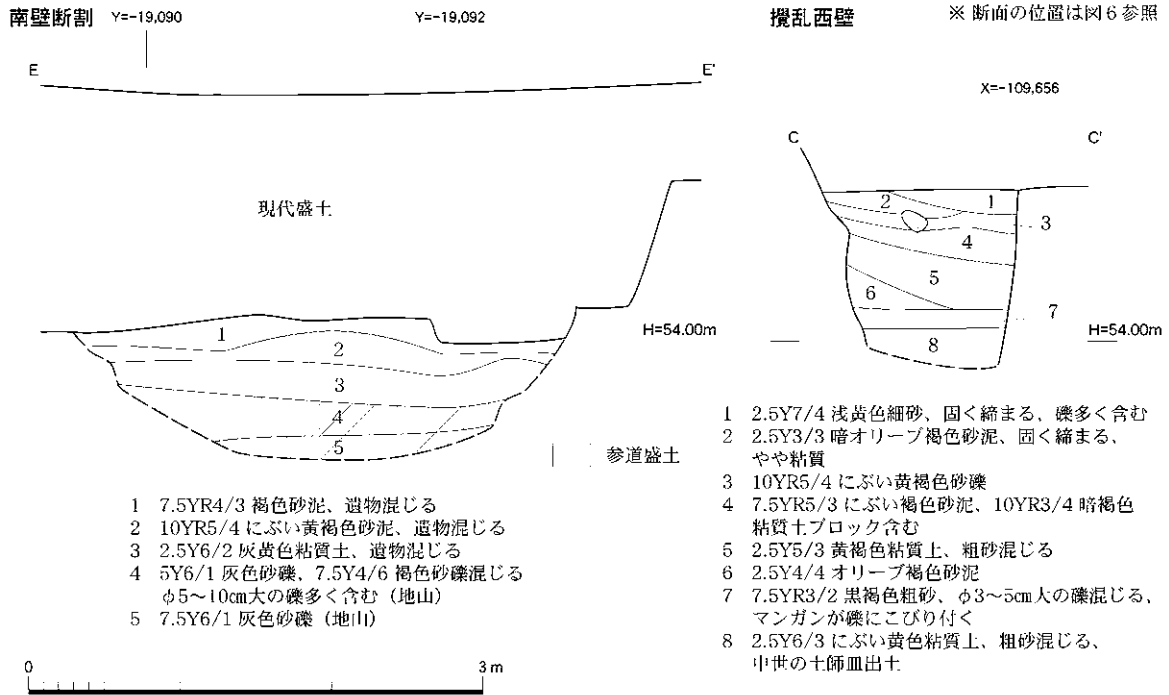 南壁断割
Y=-19,090
Y=-19,092
E
E'
現代盛土
1
2
3
4
5
H=54.00m
参道盛土
1 7.5YR4/3 褐色砂泥、遺物混じる
2 10YR5/4 にぶい黄褐色砂泥、遺物混じる
3 2.5Y6/2 灰黄色粘質土、遺物混じる
4 5Y6/1 灰色砂礫、7.5Y4/6 褐色砂礫混じる
φ5～10㎝大の礫多く含む（地山）
5 7.5Y6/1 灰色砂礫（地山）
0
3 m
攪乱西壁
※ 断面の位置は図6参照
X=-109,656
C
C'
2
1
3
4
5
6
7
8
H=54.00m
1 2.5Y7/4 浅黄色細砂、固く締まる、礫多く含む
2 2.5Y3/3 暗オリーブ褐色砂泥、固く締まる、
やや粘質
3 10YR5/4 にぶい黄褐色砂礫
4 7.5YR5/3 にぶい褐色砂泥、10YR3/4 暗褐色
粘質土ブロック含む
5 2.5Y5/3 黄褐色粘質土、粗砂混じる
6 2.5Y4/4 オリーブ褐色砂泥
7 7.5YR3/2 黒褐色粗砂、φ3～5㎝大の礫混じる、
マンガンが礫にこびり付く
8 2.5Y6/3 にぶい黄色粘質土、粗砂混じる、
中世の土師皿出土